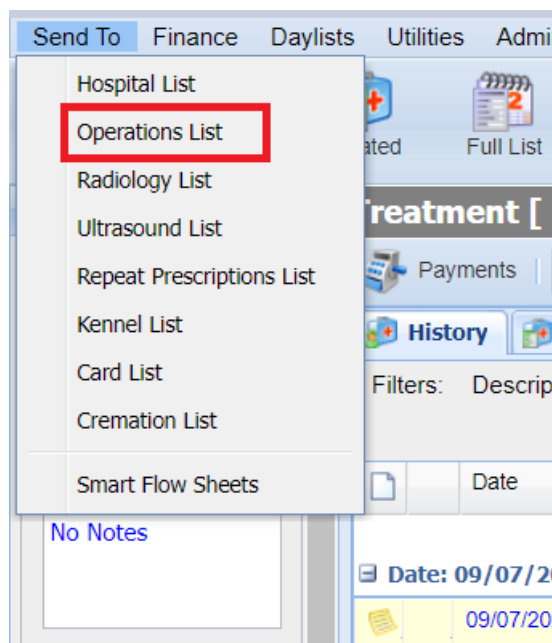 Send To Finance Daylists Utilities
Hospital List
Operations List
Full List
Radiology List
Ultrasound List
Treatment [
Repeat Prescriptions List
Payments
Kennel List
History
Card List
Filters:
Cremation List
Smart Flow Sheets
Date
No Notes
Date: 09/07/2
09/07/20